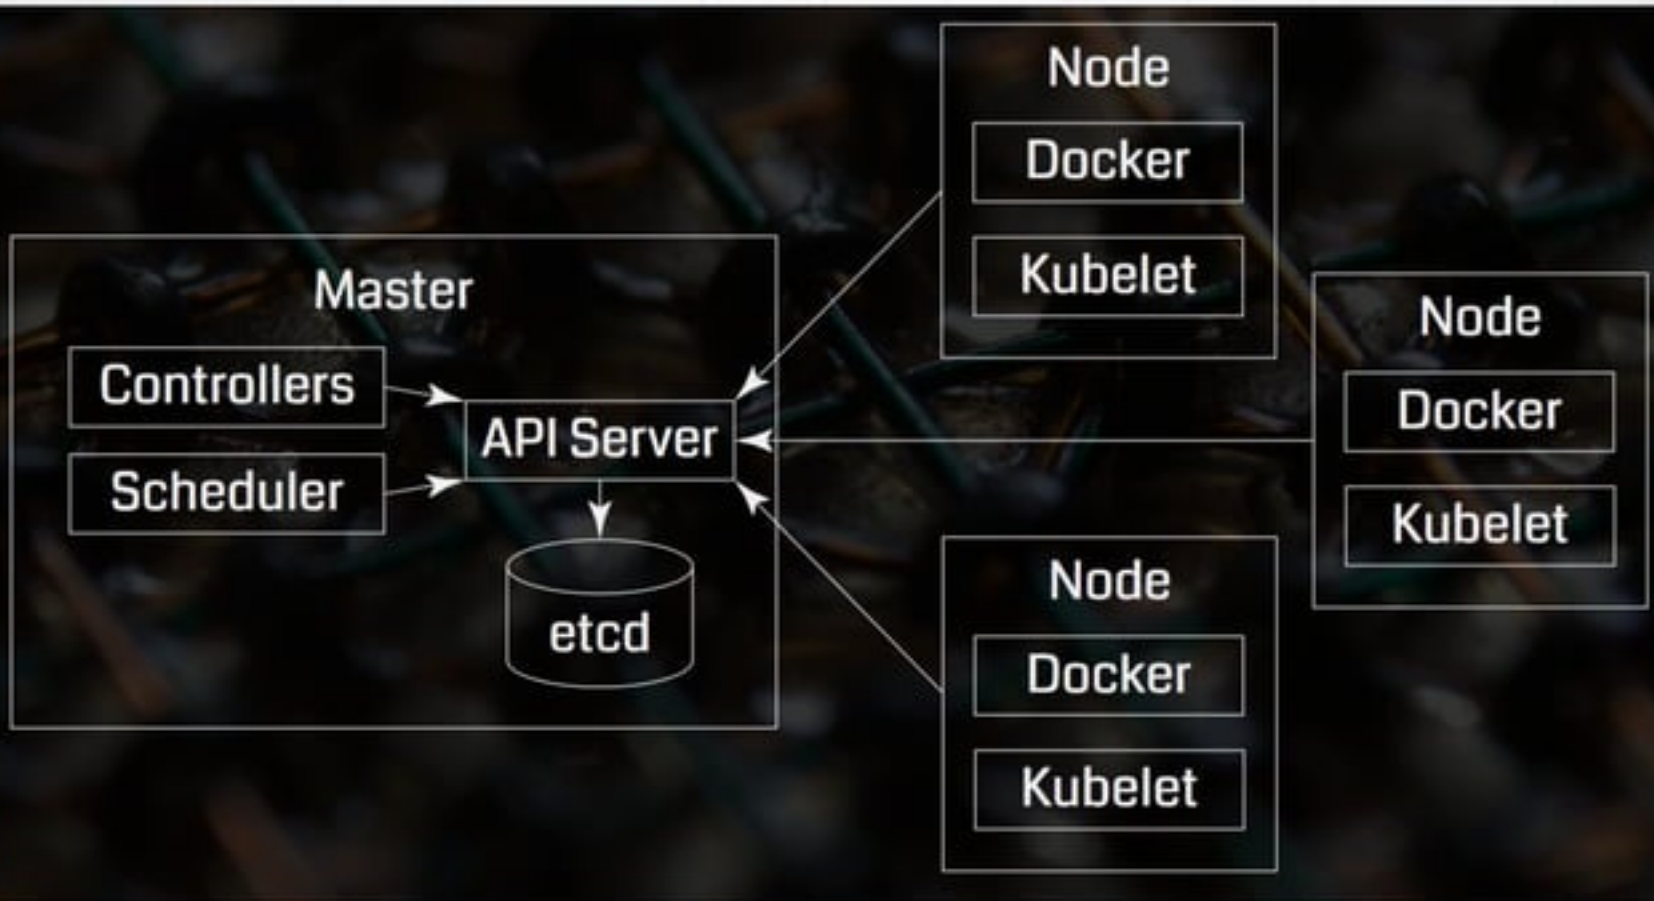 Master
Controllers
Scheduler
API Server
etcd
Node
Docker
Kubelet
Node
Docker
Kubelet
Node
Docker
Kubelet